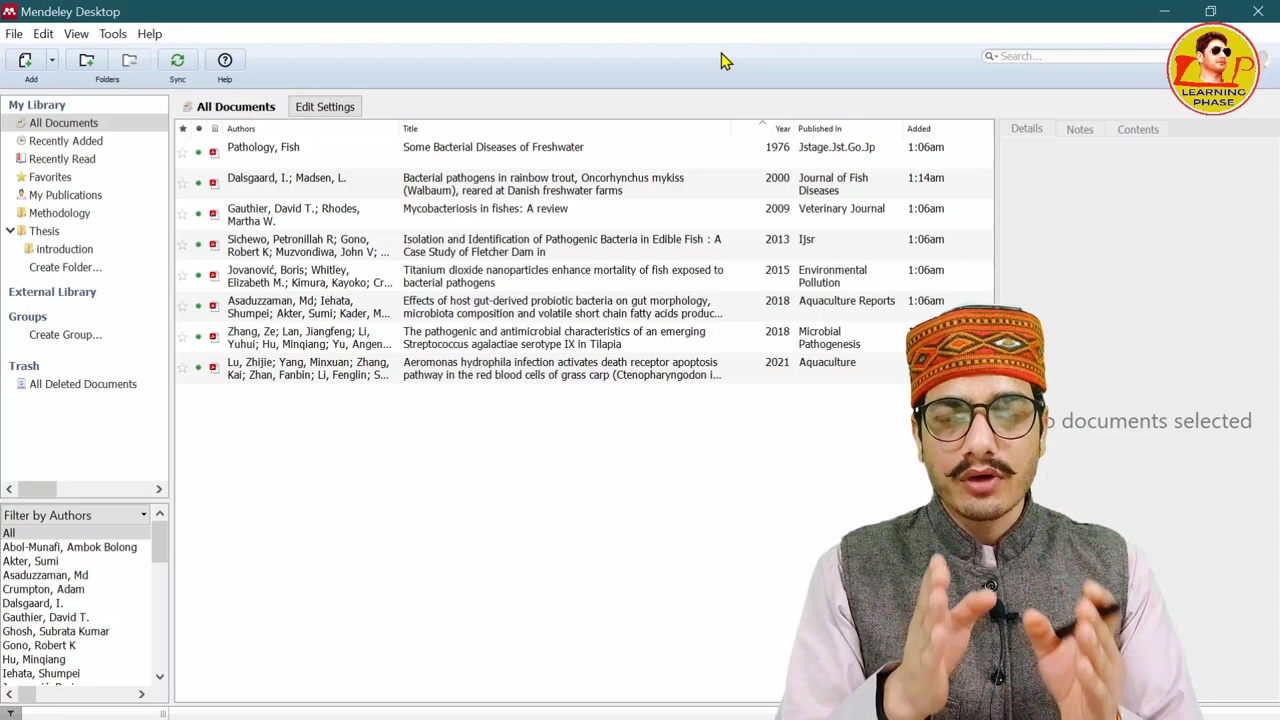 Mendeley Desktop
File Edit View Tools Help
Add Folders Sync Help
Search...
LEARNING
PHASE
My Library
All Documents
Recently Added
Recently Read
Favorites
My Publications
Methodology
Thesis
introduction
Create Folder...
External Library
Groups
Create Group...
Trash
All Deleted Documents
Filter by Authors
All
Abol-Munafi, Ambok Bolong
Akter, Sumi
Asaduzzaman, Md
Crumpton, Adam
Dalsgaard, I.
Gauthier, David T.
Ghosh, Subrata Kumar
Gono, Robert K
Hu, Minqiang
Iehata, Shumpei
All Documents Edit Settings
Authors Title Year Published In Added
Pathology, Fish Some Bacterial Diseases of Freshwater 1976 Jstage.Jst.Go.Jp 1:06am
Dalsgaard, I.; Madsen, L. Bacterial pathogens in rainbow trout, Oncorhynchus mykiss 2000 Journal of Fish 1:14am
(Walbaum), reared at Danish freshwater farms Diseases
Gauthier, David T.; Rhodes, Mycobacteriosis in fishes: A review 2009 Veterinary Journal 1:06am
Martha W.
Sichewo, Petronillah R; Gono, Isolation and Identification of Pathogenic Bacteria in Edible Fish : A 2013 Ijsr 1:06am
Robert K; Muzvondiwa, John V; ... Case Study of Fletcher Dam in
Jovanović, Boris; Whitley, Titanium dioxide nanoparticles enhance mortality of fish exposed to 2015 Environmental 1:06am
Elizabeth M.; Kimura, Kayoko; Cr... bacterial pathogens Pollution
Asaduzzaman, Md; Iehata, Effects of host gut-derived probiotic bacteria on gut morphology, 2018 Aquaculture Reports 1:06am
Shumpei; Akter, Sumi; Kader, M... microbiota composition and volatile short chain fatty acids produc...
Zhang, Ze; Lan, Jiangfeng; Li, The pathogenic and antimicrobial characteristics of an emerging 2018 Microbial
Yuhui; Hu, Minqiang; Yu, Angen... Streptococcus agalactiae serotype IX in Tilapia Pathogenesis
Lu, Zhijie; Yang, Minxuan; Zhang, Aeromonas hydrophila infection activates death receptor apoptosis 2021 Aquaculture
Kai; Zhan, Fanbin; Li, Fenglin; S... pathway in the red blood cells of grass carp (Ctenopharyngodon i...
Details Notes Contents
documents selected